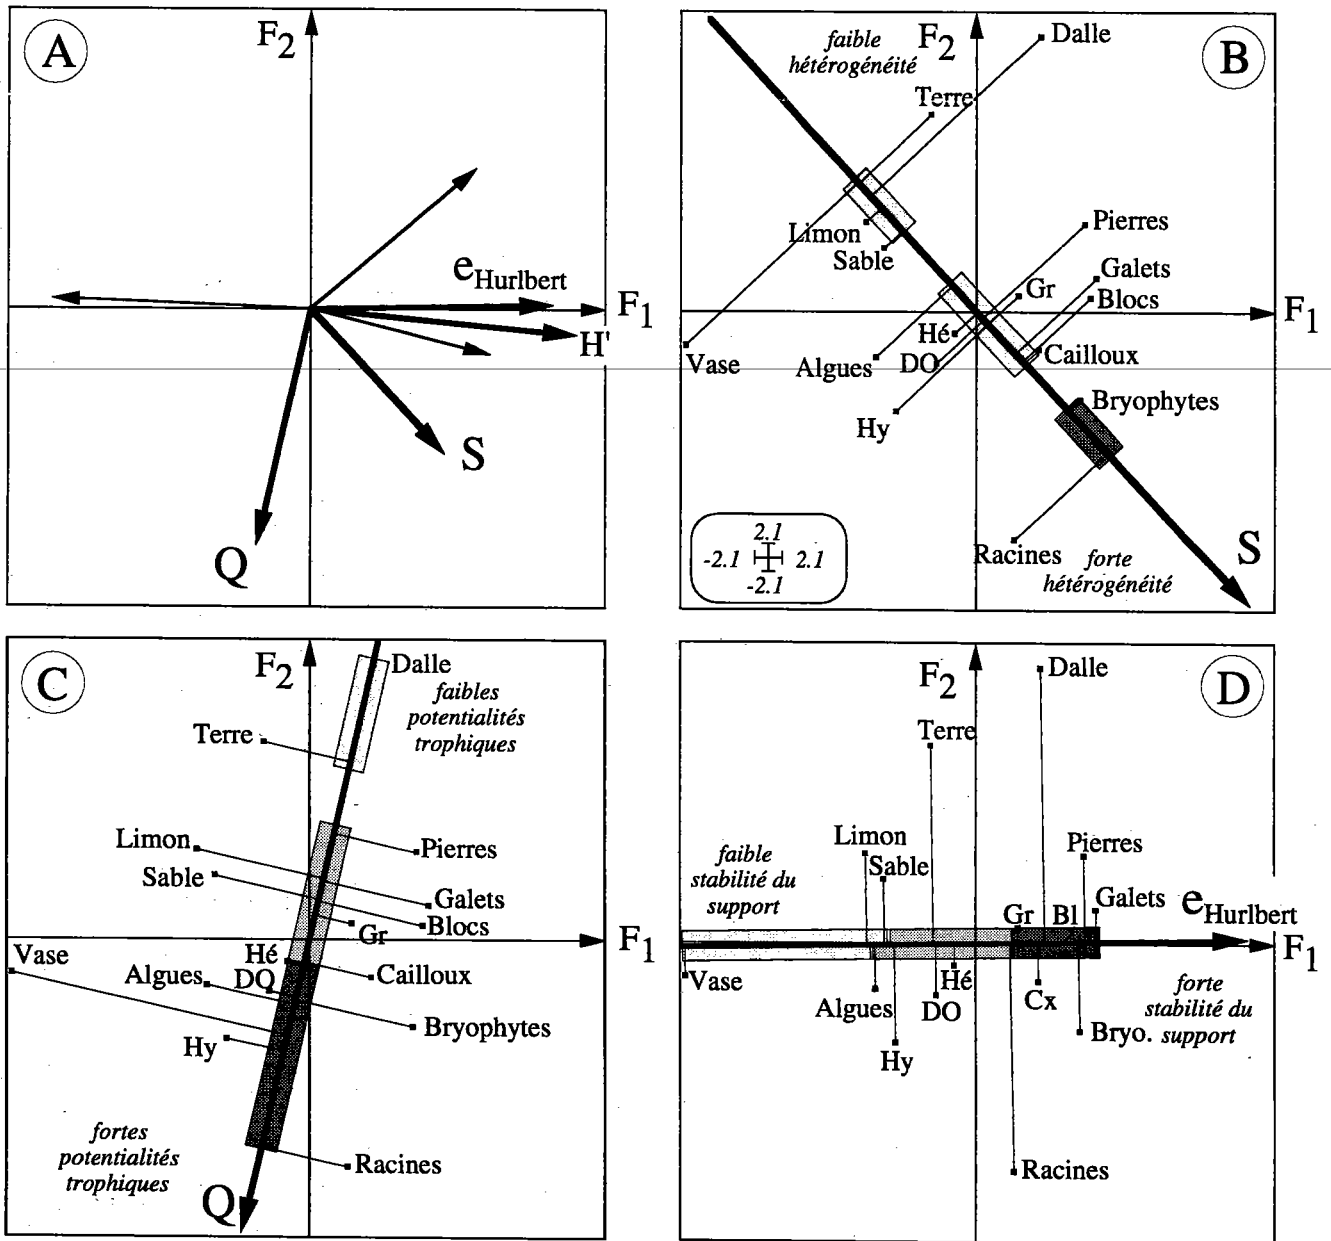 A
F2
eHurlbert
F1
H'
S
Q
B
faible
hétérogénéité
F2
Dalle
Terre
Limon
Sable
Pierres
Galets
Gr
Blocs
F1
Hé
Vase
Algues
DO
Cailloux
Bryophytes
Hy
2.1
-2.1
2.1
-2.1
Racines
forte
hétérogénéité
S
C
F2
Dalle
faibles
potentialités
trophiques
Terre
Limon
Pierres
Sable
Galets
Blocs
Gr
F1
Vase
Hé
Algues
DO
Cailloux
Bryophytes
Hy
fortes
potentialités
trophiques
Racines
Q
D
F2
Dalle
Terre
Limon
Sable
Pierres
faible
stabilité du
support
Gr
Bl
Galets
eHurlbert
F1
Vase
Algues
DO
Hé
Cx
forte
stabilité du
support
Bryo.
Hy
Racines